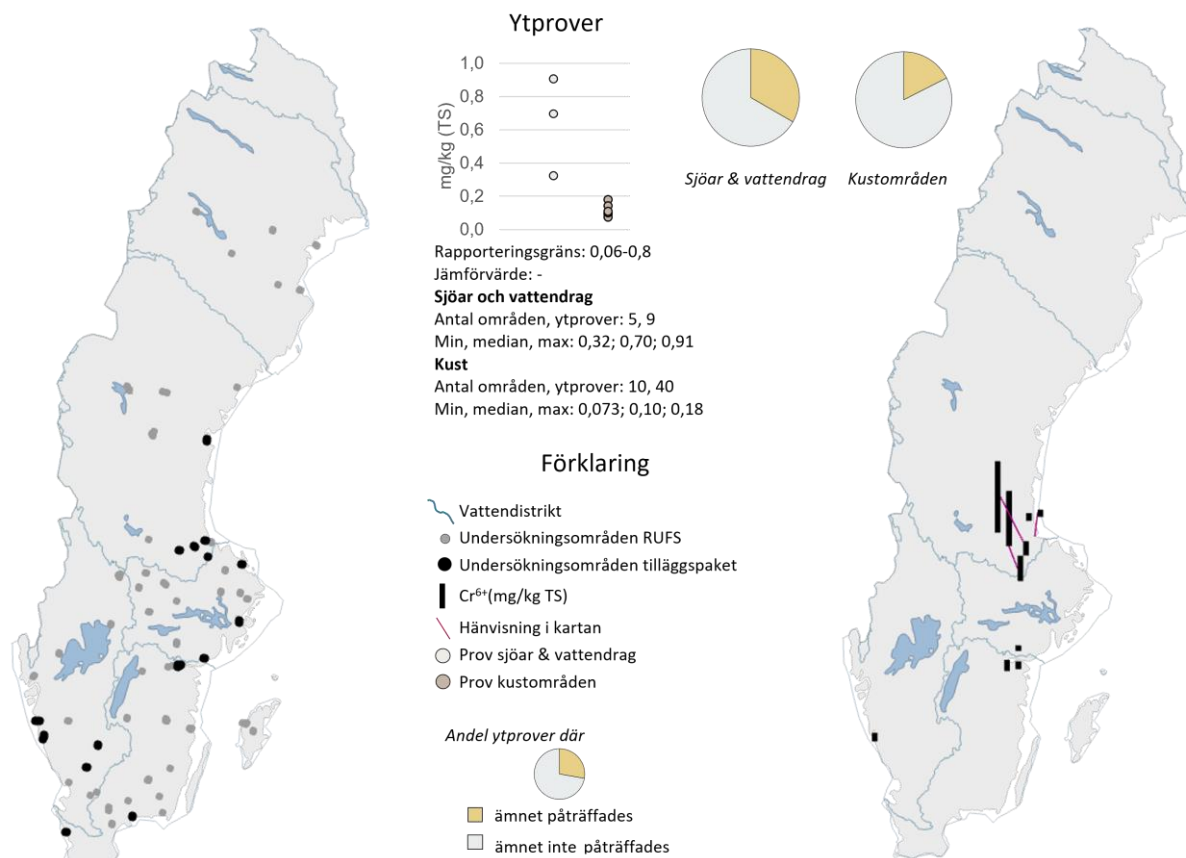 Ytprover
1,0
0,8
0,6
0,4
0,2
0,0
mg/kg (TS)
Sjöar & vattendrag
Kustområden
Rapporteringsgräns: 0,06-0,8
Jämförvärde: -
Sjöar och vattendrag
Antal områden, ytprover: 5, 9
Min, median, max: 0,32; 0,70; 0,91
Kust
Antal områden, ytprover: 10, 40
Min, median, max: 0,073; 0,10; 0,18
Förklaring
Vattendistrikt
Undersökningsområden RUFS
Undersökningsområden tilläggspaket
Cr⁶⁺(mg/kg TS)
Hänvisning i kartan
Prov sjöar & vattendrag
Prov kustområden
Andel ytprover där
ämnet påträffades
ämnet inte påträffades